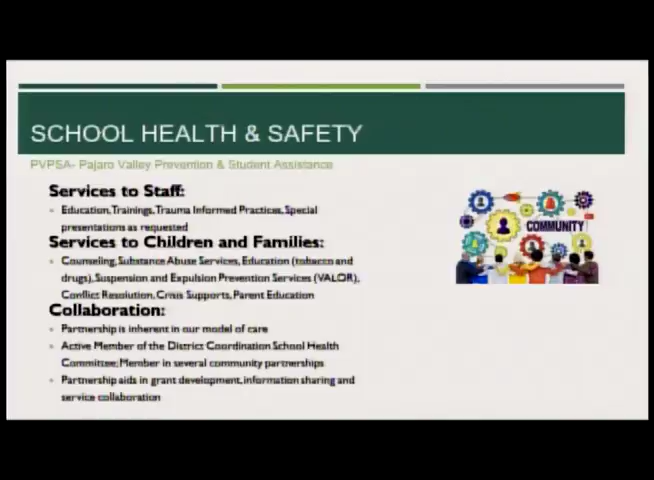 SCHOOL HEALTH & SAFETY
PVPSA- Pajaro Valley Prevention & Student Assistance
Services to Staff:
Education, Trainings, Trauma Informed Practices, Special
presentations as requested
Services to Children and Families:
Counseling, Substance Abuse Services, Education (tobacco and
drugs), Suspension and Expulsion Prevention Services (VALOR),
Conflict Resolution, Crisis Supports, Parent Education
Collaboration:
Partnership is inherent in our model of care
Active Member of the District Coordination School Health
Committee; Member in several community partnerships
Partnership aids in grant development, information sharing and
service collaboration
COMMUNITY